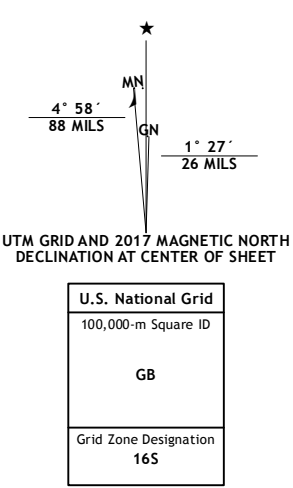 ★
MN
4° 58´
88 MILS
GN
1° 27´
26 MILS
UTM GRID AND 2017 MAGNETIC NORTH
DECLINATION AT CENTER OF SHEET
U.S. National Grid
100,000-m Square ID
GB
Grid Zone Designation
16S